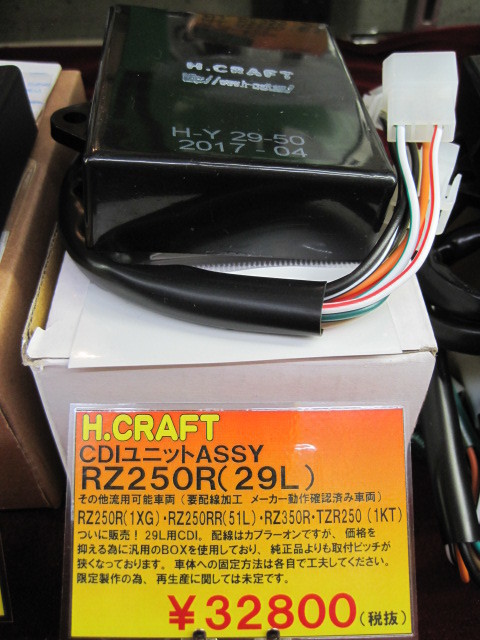 H.CRAFT
H-Y 29-50
2017-04
H.CRAFT
CDIユニットASSY
RZ250R(29L)
その他流用可能車両(要配線加工 メーカー動作確認済み車両)
RZ250R(1XG)・RZ250RR(51L)・RZ350R・TZR250(1KT)
ついに販売! 29L用CDI。配線はカプラーオンですが、価格を
抑える為に汎用のBOXを使用しており、純正品よりも取付ピッチが
狭くなっております。車体への固定方法は各自で工夫してください。
限定製作の為、再生産に関しては未定です。
¥32800(税抜)